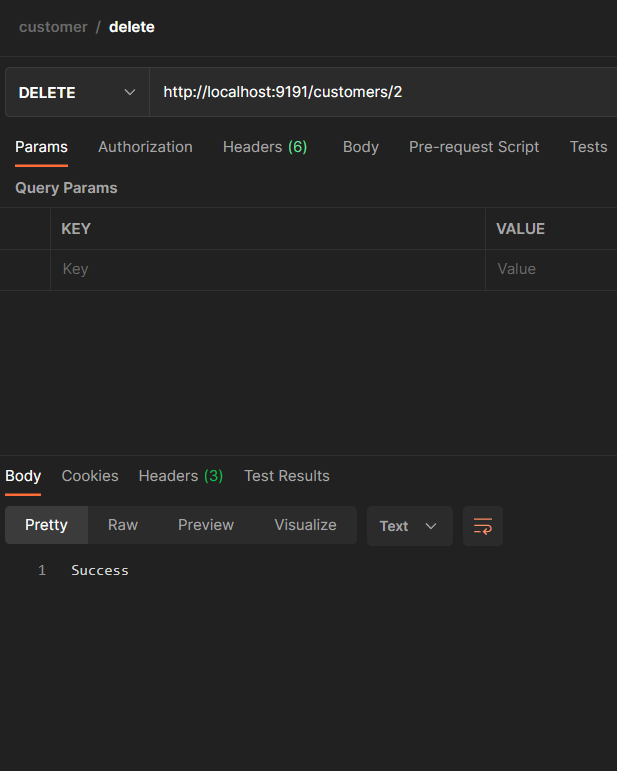 customer / delete
DELETE http://localhost:9191/customers/2
Params Authorization Headers (6) Body Pre-request Script Tests
Query Params
KEY VALUE
Key Value
Body Cookies Headers (3) Test Results
Pretty Raw Preview Visualize Text
1 Success